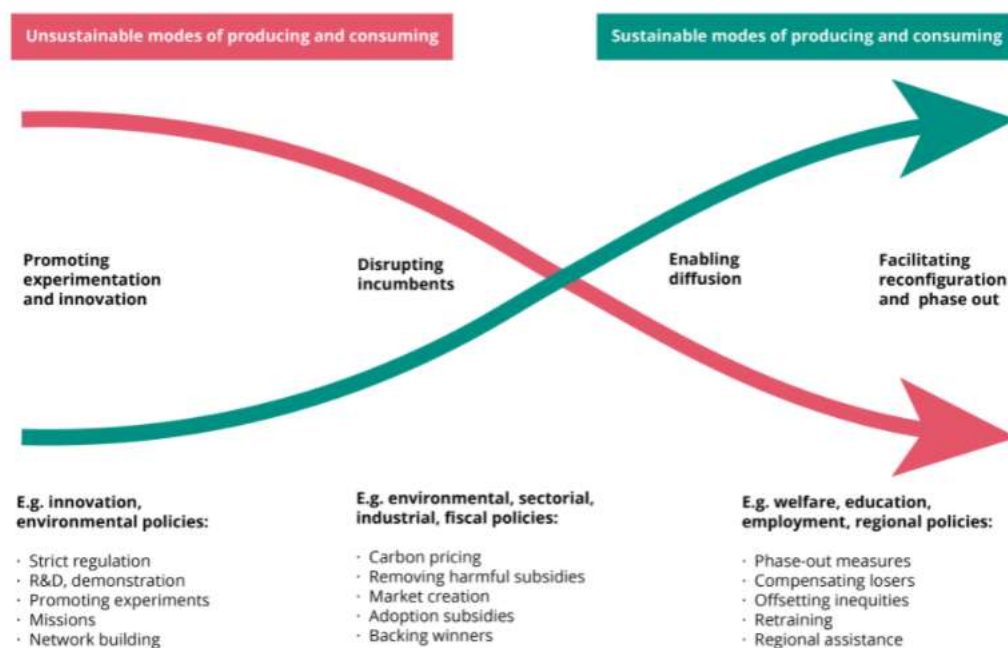 Unsustainable modes of producing and consuming
Sustainable modes of producing and consuming
Promoting
experimentation
and innovation
Disrupting
incumbents
Enabling
diffusion
Facilitating
reconfiguration
and phase out
E.g. innovation,
environmental policies:
· Strict regulation
· R&D, demonstration
· Promoting experiments
· Missions
· Network building
E.g. environmental, sectorial,
industrial, fiscal policies:
· Carbon pricing
· Removing harmful subsidies
· Market creation
· Adoption subsidies
· Backing winners
E.g. welfare, education,
employment, regional policies:
· Phase-out measures
· Compensating losers
· Offsetting inequities
· Retraining
· Regional assistance